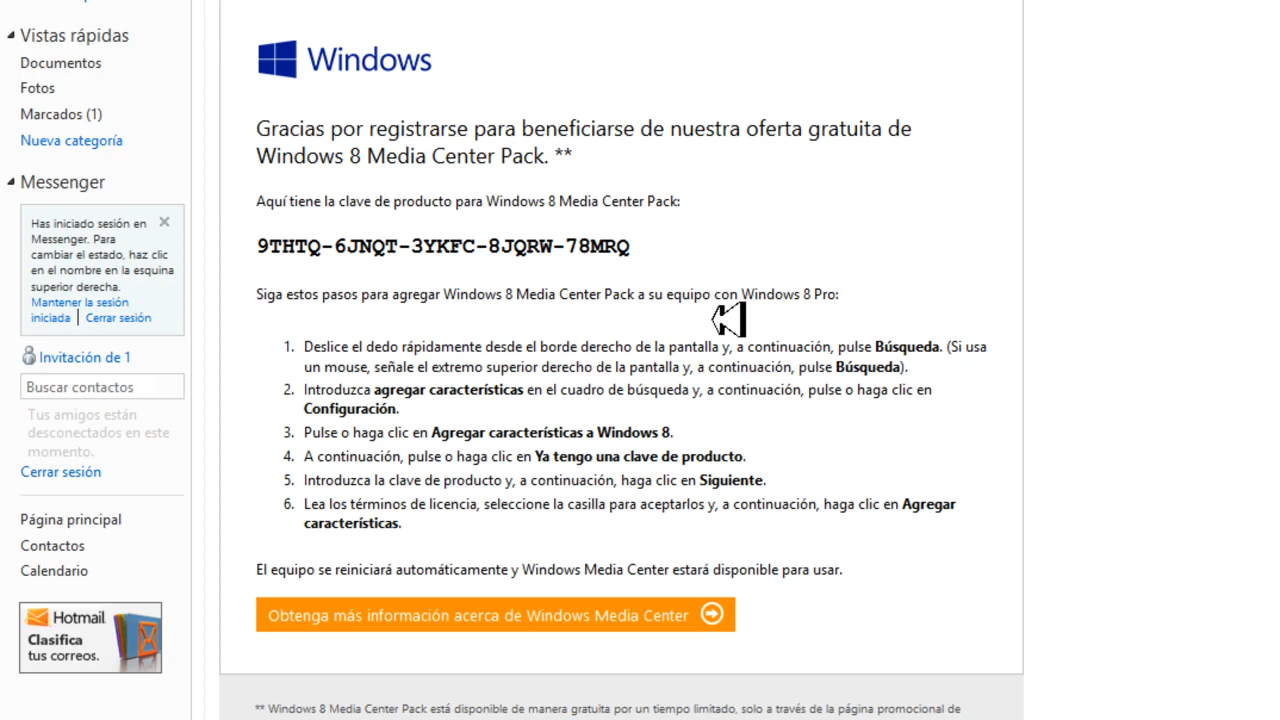 Vistas rápidas
Documentos
Fotos
Marcados (1)
Nueva categoría
Messenger
Has iniciado sesión en
Messenger. Para
cambiar el estado, haz clic
en el nombre en la esquina
superior derecha.
Mantener la sesión
iniciada | Cerrar sesión
Invitación de 1
Buscar contactos
Tus amigos están
desconectados en este
momento.
Cerrar sesión
Página principal
Contactos
Calendario
Hotmail
Clasifica
tus correos.
Windows
Gracias por registrarse para beneficiarse de nuestra oferta gratuita de
Windows 8 Media Center Pack. **
Aquí tiene la clave de producto para Windows 8 Media Center Pack:
9THTQ-6JNQT-3YKFC-8JQRW-78MRQ
Siga estos pasos para agregar Windows 8 Media Center Pack a su equipo con Windows 8 Pro:
1. Deslice el dedo rápidamente desde el borde derecho de la pantalla y, a continuación, pulse Búsqueda. (Si usa
un mouse, señale el extremo superior derecho de la pantalla y, a continuación, pulse Búsqueda).
2. Introduzca agregar características en el cuadro de búsqueda y, a continuación, pulse o haga clic en
Configuración.
3. Pulse o haga clic en Agregar características a Windows 8.
4. A continuación, pulse o haga clic en Ya tengo una clave de producto.
5. Introduzca la clave de producto y, a continuación, haga clic en Siguiente.
6. Lea los términos de licencia, seleccione la casilla para aceptarlos y, a continuación, haga clic en Agregar
características.
El equipo se reiniciará automáticamente y Windows Media Center estará disponible para usar.
Obtenga más información acerca de Windows Media Center
** Windows 8 Media Center Pack está disponible de manera gratuita por un tiempo limitado, solo a través de la página promocional de